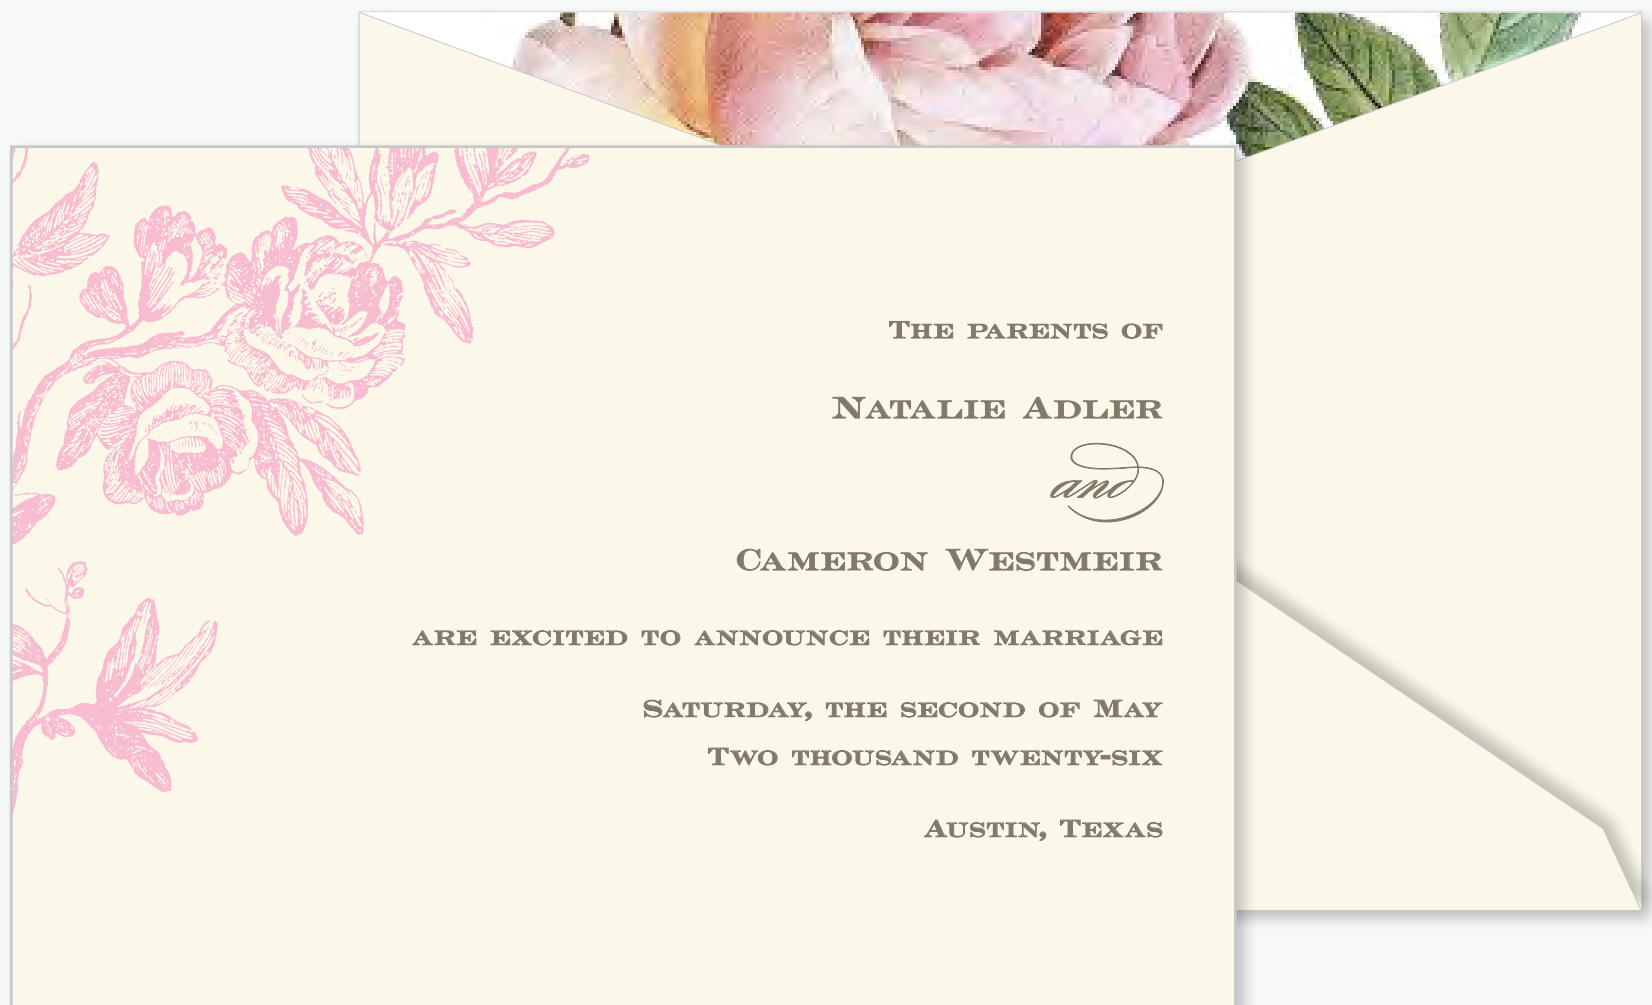 The parents of
Natalie Adler
and
Cameron Westmeir
are excited to announce their marriage
Saturday, the second of May
Two thousand twenty-six
Austin, Texas